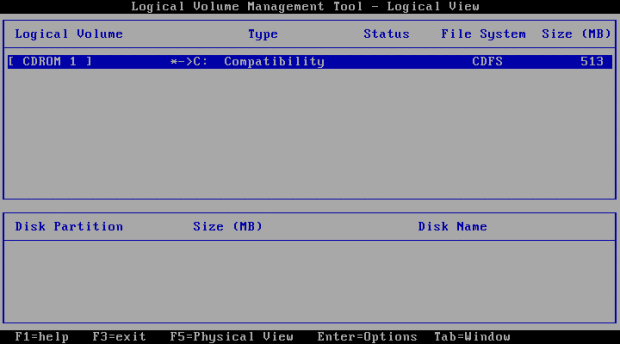 Logical Volume Management Tool - Logical View
Logical Volume Type Status File System Size (MB)
[ CDROM 1 ] *->C: Compatibility CDFS 513
Disk Partition Size (MB) Disk Name
F1=help F3=exit F5=Physical View Enter=Options Tab=Window